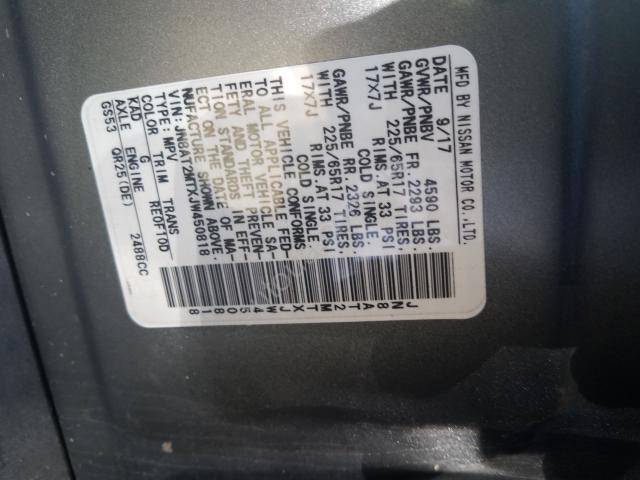 MFD BY NISSAN MOTOR CO.,LTD.
DATE 9/17
GVWR/PNBV 4590 LBS.
GAWR/PNBE FR.2293 LBS.
WITH 225/65R17 TIRES,
17X7J RIMS.AT 33 PSI
COLD SINGLE.
GAWR/PNBE RR.2326 LBS.
WITH 225/65R17 TIRES,
17X7J RIMS.AT 33 PSI
COLD SINGLE.
THIS VEHICLE CONFORMS
TO ALL APPLICABLE FED-
ERAL MOTOR VEHICLE SA-
FETY AND THEFT PREVEN-
TION STANDARDS IN EFF-
ECT ON THE DATE OF MA-
NUFACTURE SHOWN ABOVE.
VIN:JN8AT2MTXJW450818
TYPE:MPV
COLOR TRIM TRANS
KAD G RE0F10D
AXLE ENGINE
GS53 QR25(DE) 2488CC
JN8AT2MTXJW450818